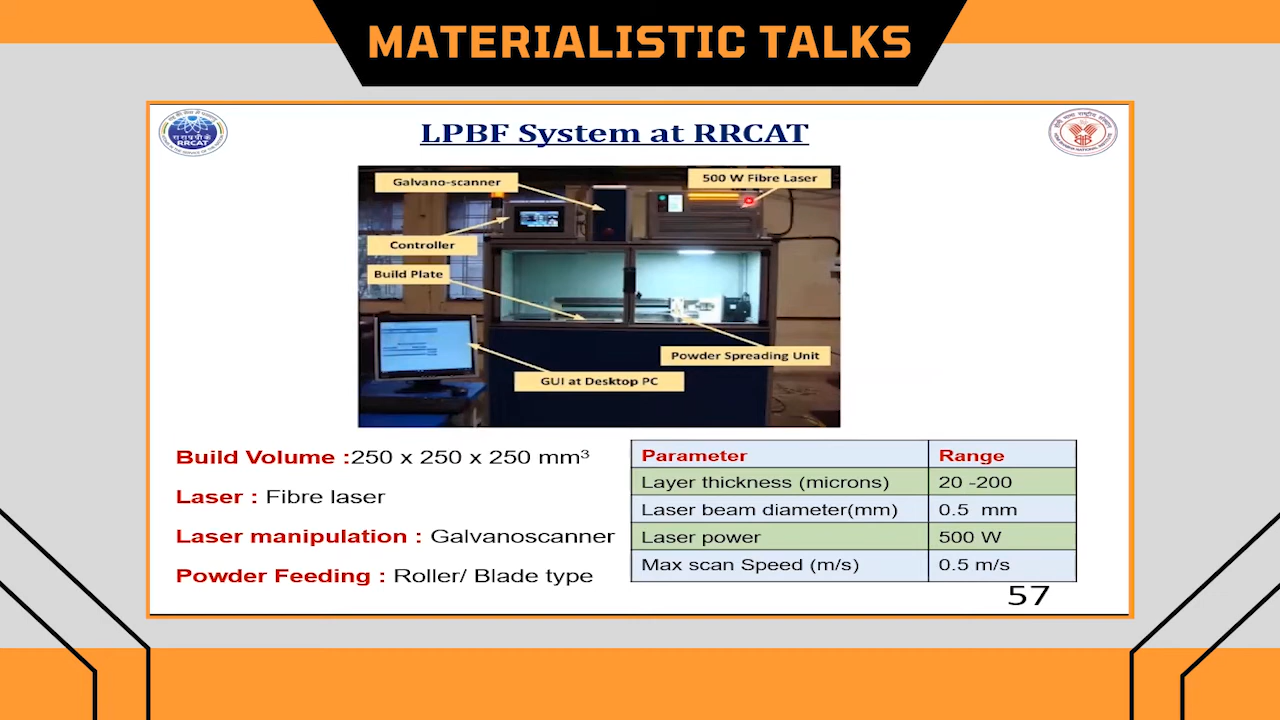 MATERIALISTIC TALKS
LPBF System at RRCAT
RRCAT
Galvano-scanner
500 W Fibre Laser
Controller
Build Plate
Powder Spreading Unit
GUI at Desktop PC
Build Volume :250 x 250 x 250 mm³
Laser : Fibre laser
Laser manipulation : Galvanoscanner
Powder Feeding : Roller/ Blade type
Parameter Range
Layer thickness (microns) 20 -200
Laser beam diameter(mm) 0.5 mm
Laser power 500 W
Max scan Speed (m/s) 0.5 m/s
57